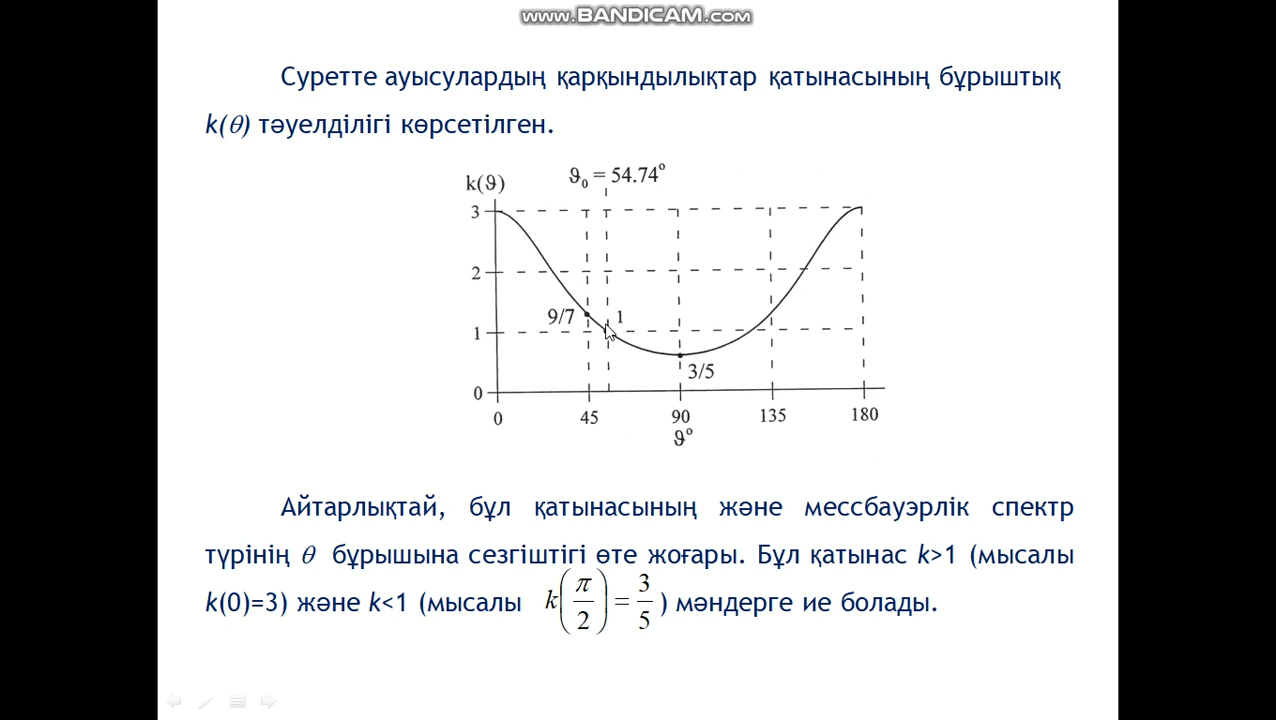 www.BANDICAM.com
Суретте ауысулардың қарқындылықтар қатынасының бұрыштық
k(θ) тәуелділігі көрсетілген.
k(ϑ)
ϑ₀ = 54.74°
3
2
9/7
1
1
3/5
0
0 45 90 135 180
ϑ°
Айтарлықтай, бұл қатынасының және мессбауэрлік спектр
түрінің θ бұрышына сезгіштігі өте жоғары. Бұл қатынас k>1 (мысалы
k(0)=3) және k<1 (мысалы k(π/2)=3/5) мәндерге ие болады.